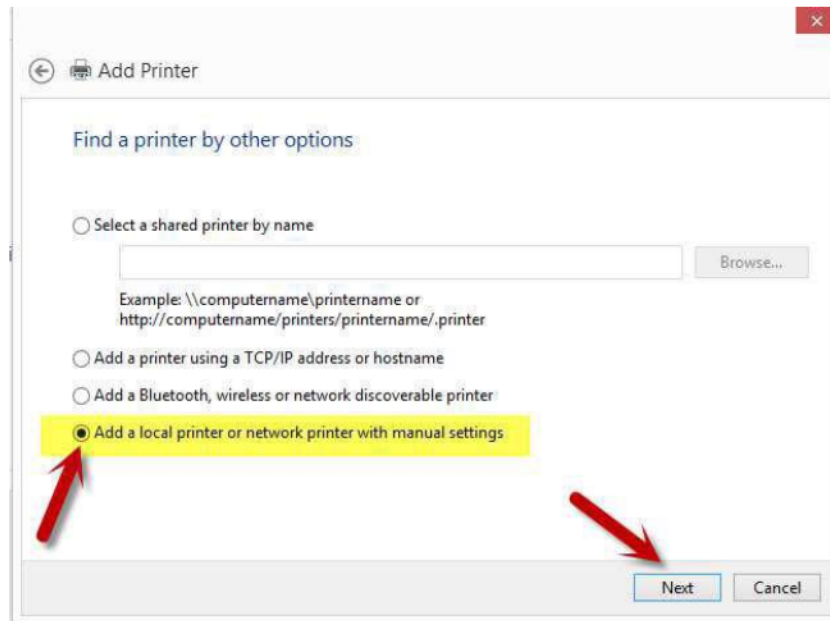 Add Printer
Find a printer by other options
Select a shared printer by name
Browse...
Example: \\computername\printername or
http://computername/printers/printername/.printer
Add a printer using a TCP/IP address or hostname
Add a Bluetooth, wireless or network discoverable printer
Add a local printer or network printer with manual settings
Next Cancel